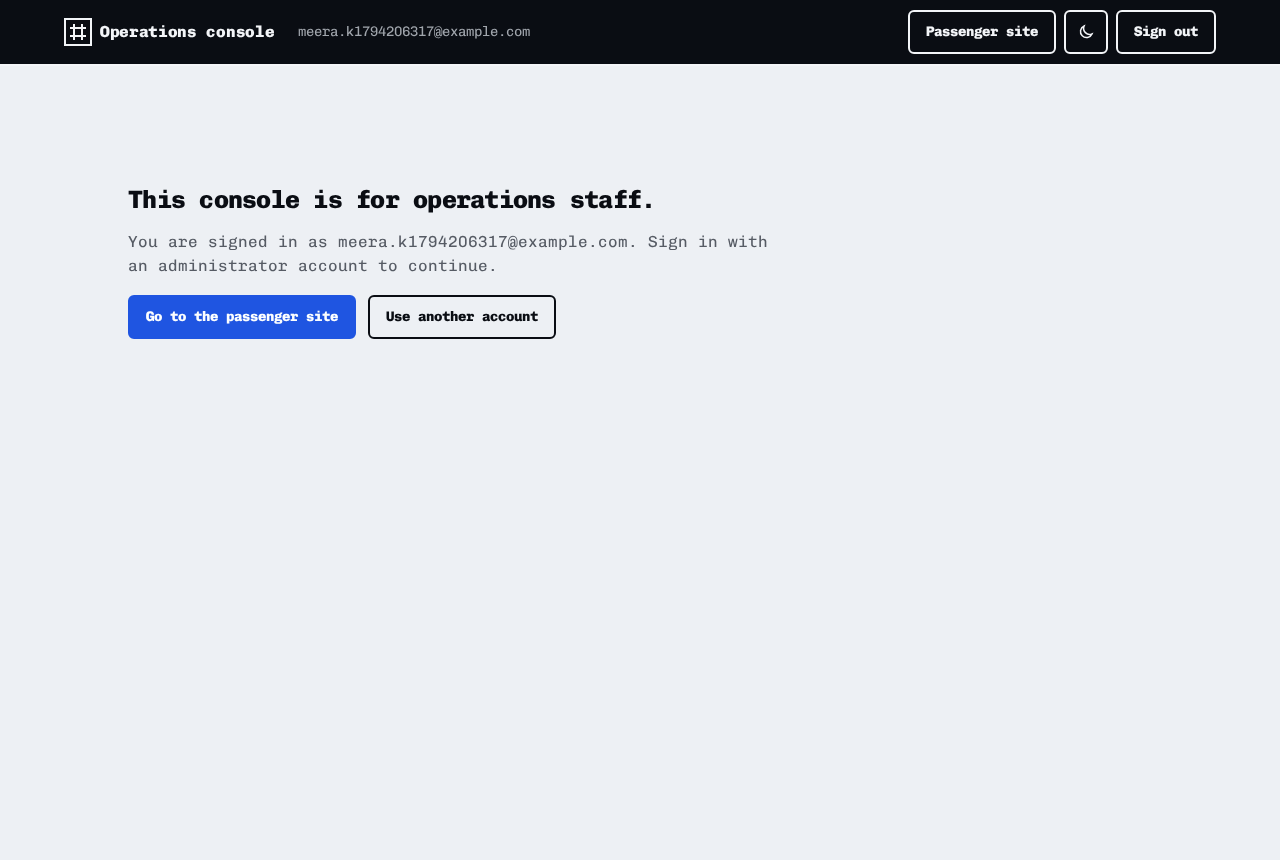 Operations console
meera.k1794206317@example.com
Passenger site
Sign out
This console is for operations staff.
You are signed in as meera.k1794206317@example.com. Sign in with
an administrator account to continue.
Go to the passenger site
Use another account